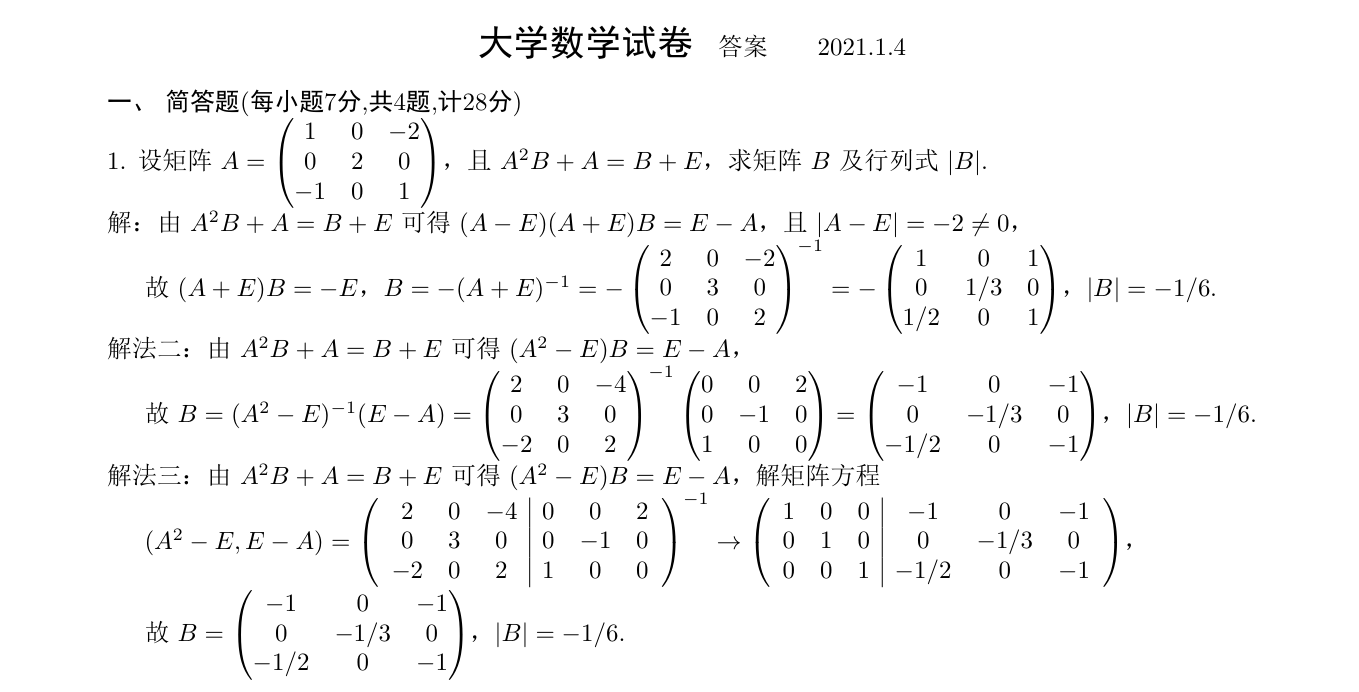 大学数学试卷 答案 2021.1.4
一、 简答题(每小题7分,共4题,计28分)
1. 设矩阵 $A = \begin{pmatrix} 1 & 0 & -2 \\ 0 & 2 & 0 \\ -1 & 0 & 1 \end{pmatrix}$，且 $A^2B + A = B + E$，求矩阵 $B$ 及行列式 $|B|$.
解：由 $A^2B + A = B + E$ 可得 $(A - E)(A + E)B = E - A$，且 $|A - E| = -2 \neq 0$，
故 $(A + E)B = -E$，$B = -(A + E)^{-1} = -\begin{pmatrix} 2 & 0 & -2 \\ 0 & 3 & 0 \\ -1 & 0 & 2 \end{pmatrix}^{-1} = -\begin{pmatrix} 1 & 0 & 1 \\ 0 & 1/3 & 0 \\ 1/2 & 0 & 1 \end{pmatrix}$，$|B| = -1/6$.
解法二：由 $A^2B + A = B + E$ 可得 $(A^2 - E)B = E - A$，
故 $B = (A^2 - E)^{-1}(E - A) = \begin{pmatrix} 2 & 0 & -4 \\ 0 & 3 & 0 \\ -2 & 0 & 2 \end{pmatrix}^{-1} \begin{pmatrix} 0 & 0 & 2 \\ 0 & -1 & 0 \\ 1 & 0 & 0 \end{pmatrix} = \begin{pmatrix} -1 & 0 & -1 \\ 0 & -1/3 & 0 \\ -1/2 & 0 & -1 \end{pmatrix}$，$|B| = -1/6$.
解法三：由 $A^2B + A = B + E$ 可得 $(A^2 - E)B = E - A$，解矩阵方程
$(A^2 - E, E - A) = \left(\begin{array}{ccc|ccc} 2 & 0 & -4 & 0 & 0 & 2 \\ 0 & 3 & 0 & 0 & -1 & 0 \\ -2 & 0 & 2 & 1 & 0 & 0 \end{array}\right)^{-1} \to \left(\begin{array}{ccc|ccc} 1 & 0 & 0 & -1 & 0 & -1 \\ 0 & 1 & 0 & 0 & -1/3 & 0 \\ 0 & 0 & 1 & -1/2 & 0 & -1 \end{array}\right)$，
故 $B = \begin{pmatrix} -1 & 0 & -1 \\ 0 & -1/3 & 0 \\ -1/2 & 0 & -1 \end{pmatrix}$，$|B| = -1/6$.